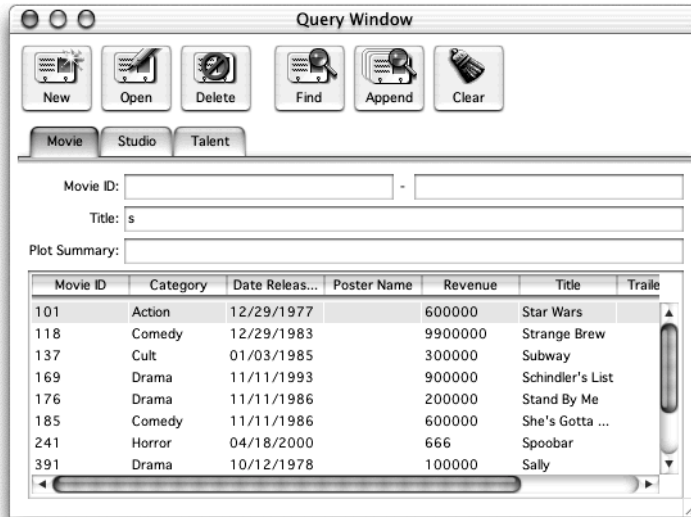 Query Window
New Open Delete Find Append Clear
Movie Studio Talent
Movie ID: -
Title: s
Plot Summary:
Movie ID Category Date Releas... Poster Name Revenue Title Traile
101 Action 12/29/1977 600000 Star Wars
118 Comedy 12/29/1983 9900000 Strange Brew
137 Cult 01/03/1985 300000 Subway
169 Drama 11/11/1993 900000 Schindler's List
176 Drama 11/11/1986 200000 Stand By Me
185 Comedy 11/11/1986 600000 She's Gotta ...
241 Horror 04/18/2000 666 Spoobar
391 Drama 10/12/1978 100000 Sally